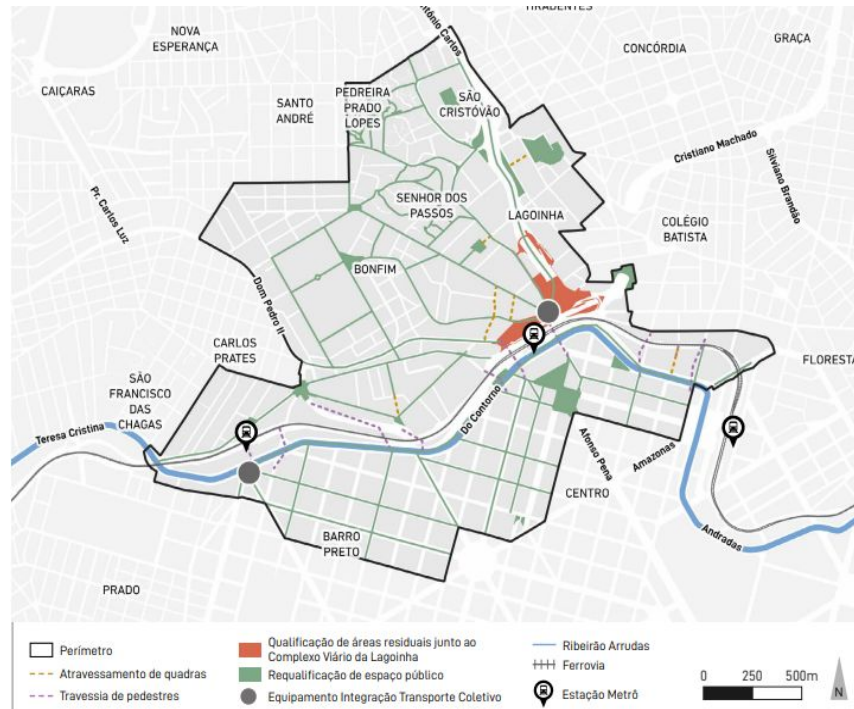 TIRADENTES
NOVA
ESPERANÇA
Antônio Carlos
CONCÓRDIA
GRAÇA
CAIÇARAS
SANTO
ANDRÉ
PEDREIRA
PRADO
LOPES
SÃO
CRISTÓVÃO
Cristiano Machado
Silviano Brandão
Pr. Carlos Luz
SENHOR DOS
PASSOS
LAGOINHA
COLÉGIO
BATISTA
BONFIM
Dom Pedro II
CARLOS
PRATES
FLORESTA
SÃO
FRANCISCO
DAS
CHAGAS
Teresa Cristina
Do Contorno
Afonso Pena
Amazonas
CENTRO
Andradas
BARRO
PRETO
PRADO
Perímetro
Atravessamento de quadras
Travessia de pedestres
Qualificação de áreas residuais junto ao
Complexo Viário da Lagoinha
Requalificação de espaço público
Equipamento Integração Transporte Coletivo
Ribeirão Arrudas
Ferrovia
Estação Metrô
0 250 500m
N